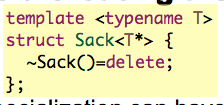 template <typename T>
struct Sack<T*> {
  ~Sack()=delete;
};